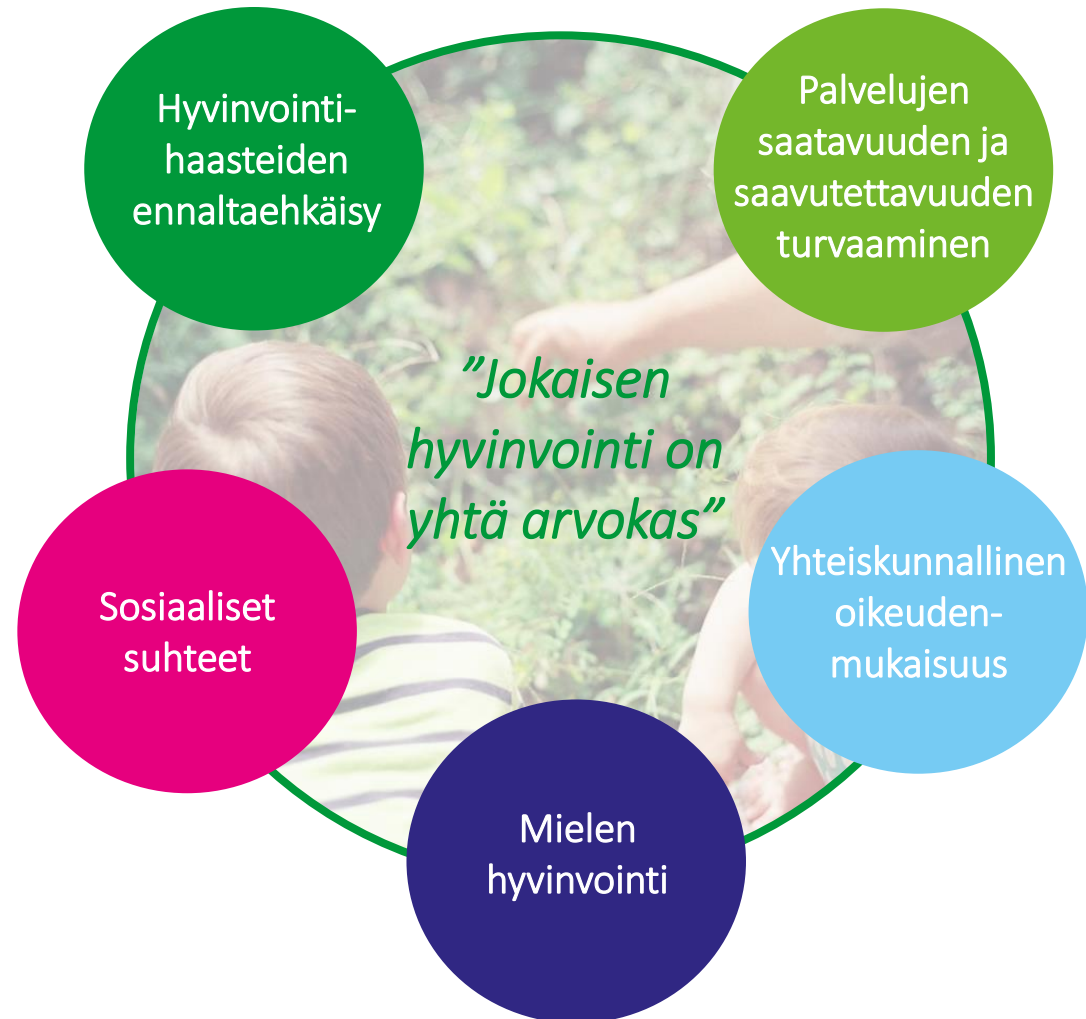 Hyvinvointi-
haasteiden
ennaltaehkäisy
Palvelujen
saatavuuden ja
saavutettavuuden
turvaaminen
”Jokaisen
hyvinvointi on
yhtä arvokas”
Sosiaaliset
suhteet
Yhteiskunnallinen
oikeuden-
mukaisuus
Mielen
hyvinvointi